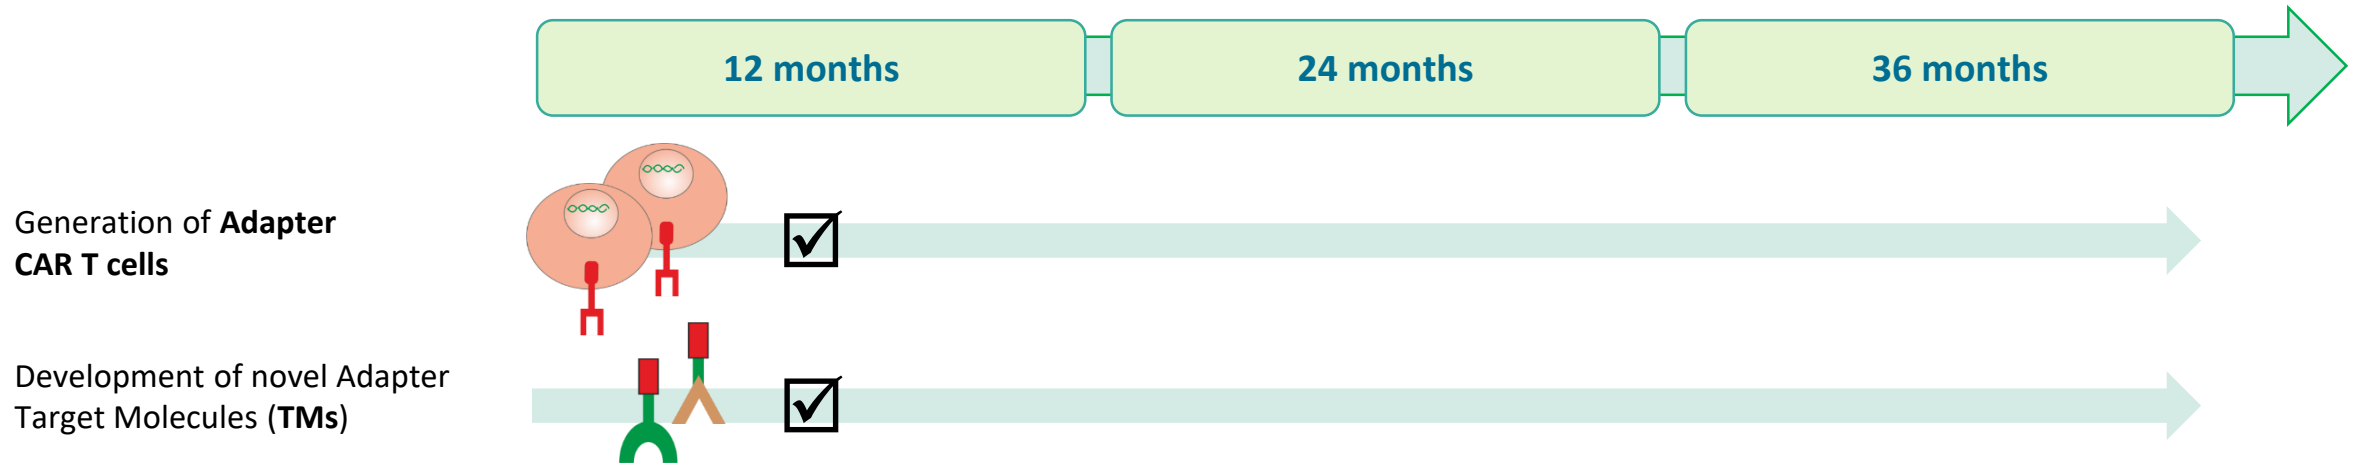 12 months
24 months
36 months
Generation of Adapter
CAR T cells
Development of novel Adapter
Target Molecules (TMs)